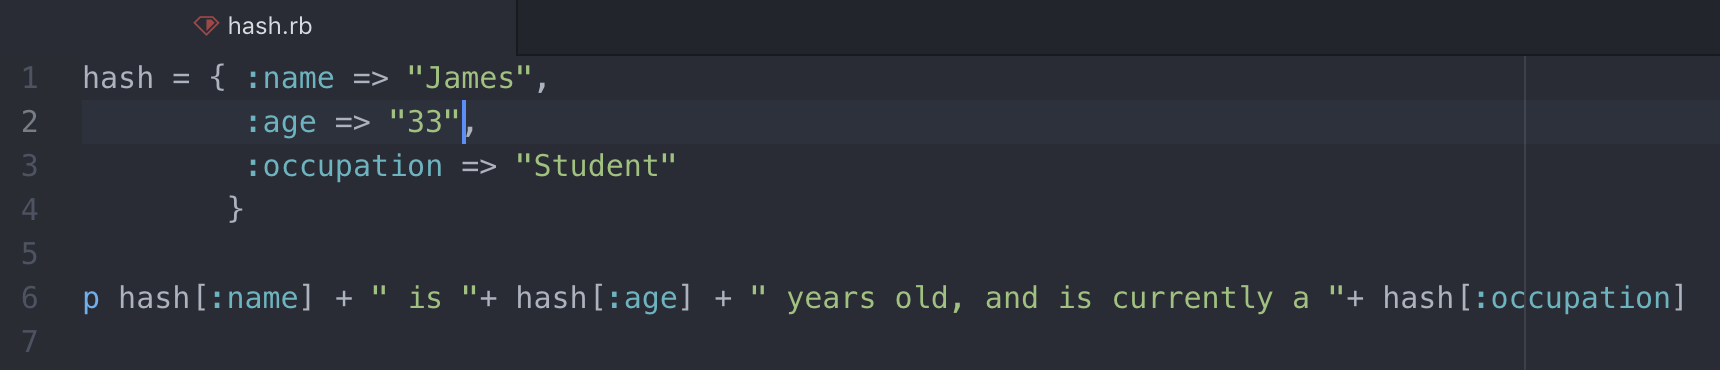 hash.rb
1 hash = { :name => "James",
2          :age => "33",
3          :occupation => "Student"
4         }
5
6 p hash[:name] + " is "+ hash[:age] + " years old, and is currently a "+ hash[:occupation]
7